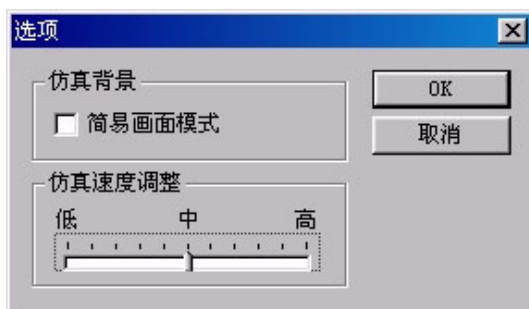 选项
仿真背景
简易画面模式
OK
取消
仿真速度调整
低 中 高